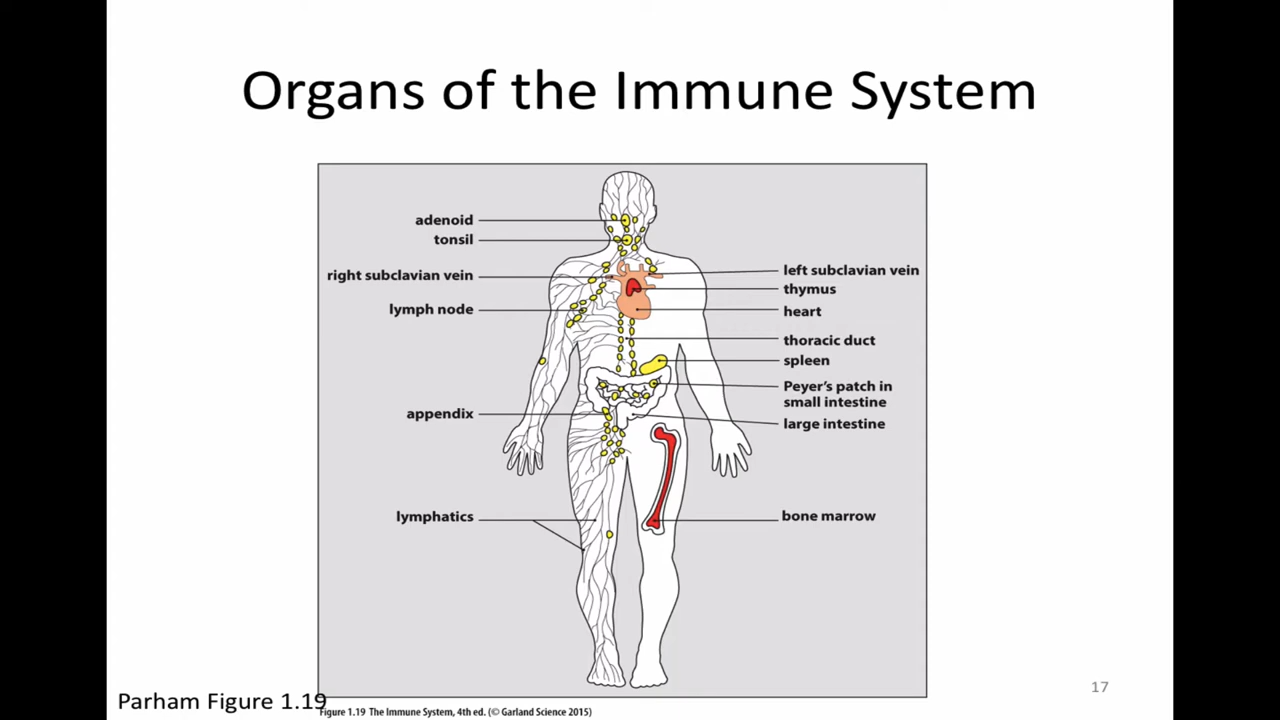 Organs of the Immune System
adenoid
tonsil
right subclavian vein
lymph node
appendix
lymphatics
left subclavian vein
thymus
heart
thoracic duct
spleen
Peyer's patch in
small intestine
large intestine
bone marrow
17
Parham Figure 1.19
Figure 1.19 The Immune System, 4th ed. (© Garland Science 2015)